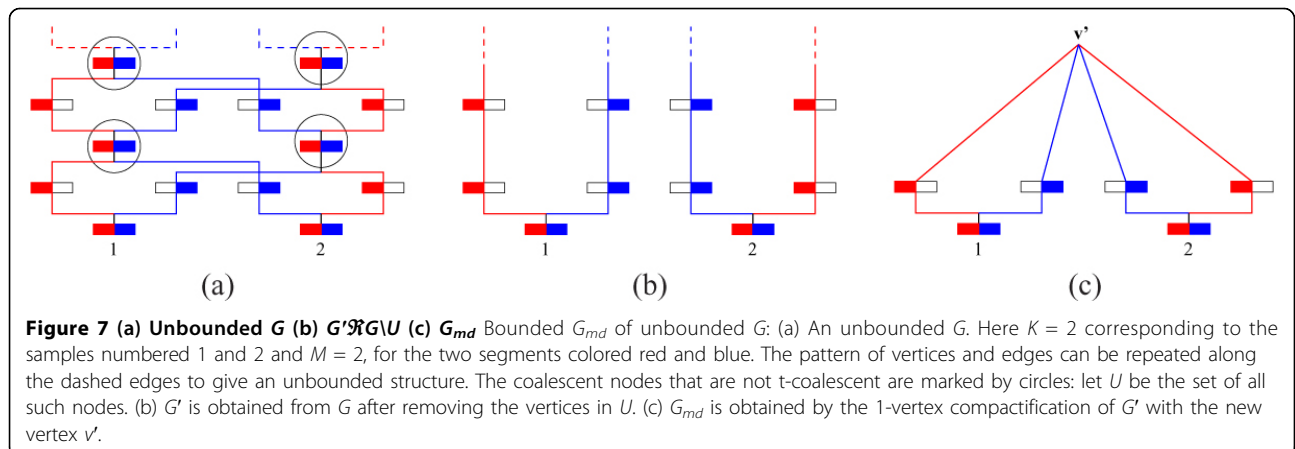 v'
1
2
1
2
1
2
(a)
(b)
(c)
Figure 7 (a) Unbounded G (b) G′ℜG\U (c) Gmd Bounded Gmd of unbounded G: (a) An unbounded G. Here K = 2 corresponding to the
samples numbered 1 and 2 and M = 2, for the two segments colored red and blue. The pattern of vertices and edges can be repeated along
the dashed edges to give an unbounded structure. The coalescent nodes that are not t-coalescent are marked by circles: let U be the set of all
such nodes. (b) G′ is obtained from G after removing the vertices in U. (c) Gmd is obtained by the 1-vertex compactification of G′ with the new
vertex v′.